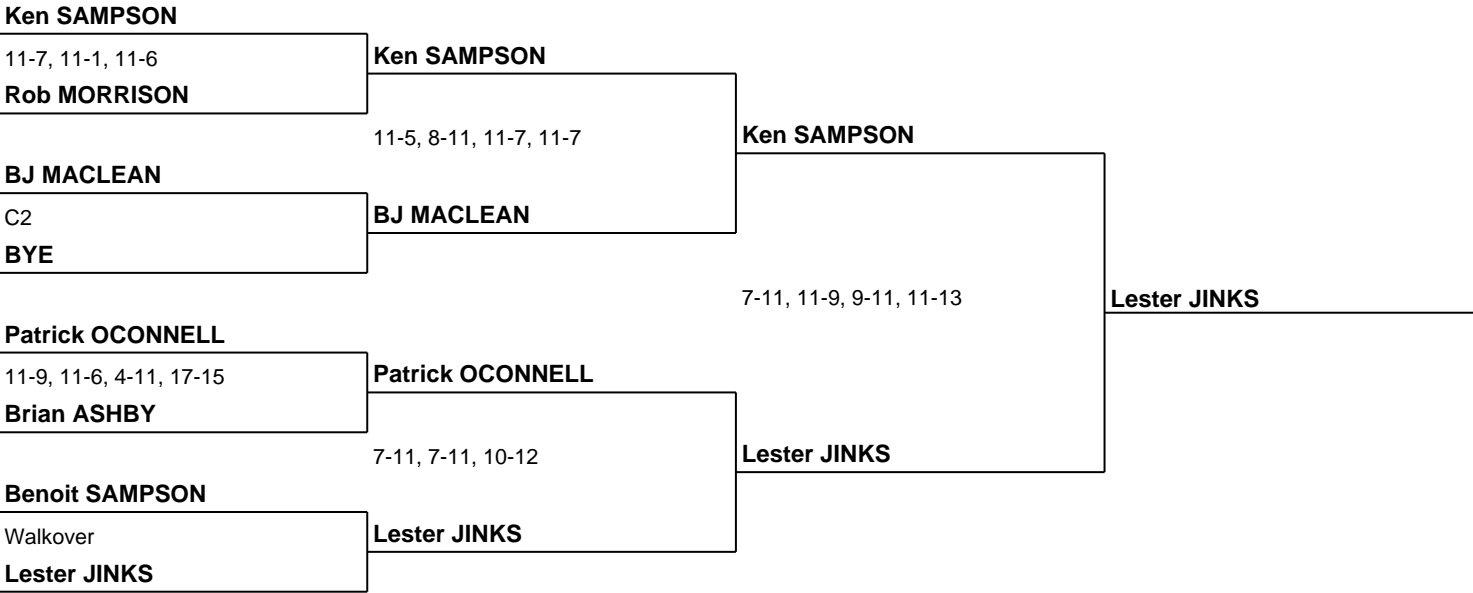 Ken SAMPSON
11-7, 11-1, 11-6
Rob MORRISON
BJ MACLEAN
C2
BYE
Patrick OCONNELL
11-9, 11-6, 4-11, 17-15
Brian ASHBY
Benoit SAMPSON
Walkover
Lester JINKS
Ken SAMPSON
11-5, 8-11, 11-7, 11-7
BJ MACLEAN
Patrick OCONNELL
7-11, 7-11, 10-12
Lester JINKS
Ken SAMPSON
7-11, 11-9, 9-11, 11-13
Lester JINKS
Lester JINKS